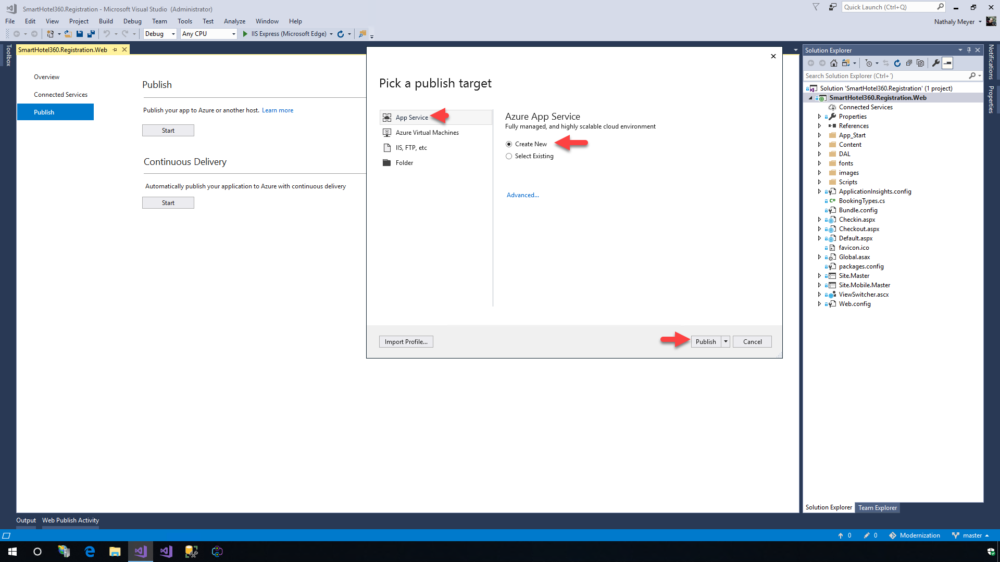 SmartHotel360.Registration - Microsoft Visual Studio (Administrator)
Quick Launch (Ctrl+Q)
File Edit View Project Build Debug Team Tools Test Analyze Window Help
Nathaly Meyer
Debug Any CPU IIS Express (Microsoft Edge)
Toolbox
SmartHotel360.Registration.Web
Overview
Connected Services
Publish
Publish
Publish your app to Azure or another host. Learn more
Start
Continuous Delivery
Automatically publish your application to Azure with continuous delivery
Start
Pick a publish target
App Service
Azure Virtual Machines
IIS, FTP, etc
Folder
Azure App Service
Fully managed, and highly scalable cloud environment
Create New
Select Existing
Advanced...
Import Profile...
Publish
Cancel
Solution Explorer
Search Solution Explorer (Ctrl+´)
Solution 'SmartHotel360.Registration' (1 project)
SmartHotel360.Registration.Web
Connected Services
Properties
References
App_Start
Content
DAL
fonts
images
Scripts
ApplicationInsights.config
C# BookingTypes.cs
Bundle.config
Checkin.aspx
Checkout.aspx
Default.aspx
favicon.ico
Global.asax
packages.config
Site.Master
Site.Mobile.Master
ViewSwitcher.ascx
Web.config
Solution Explorer Team Explorer
Notifications
Properties
Output Web Publish Activity
0 0 Modernization master